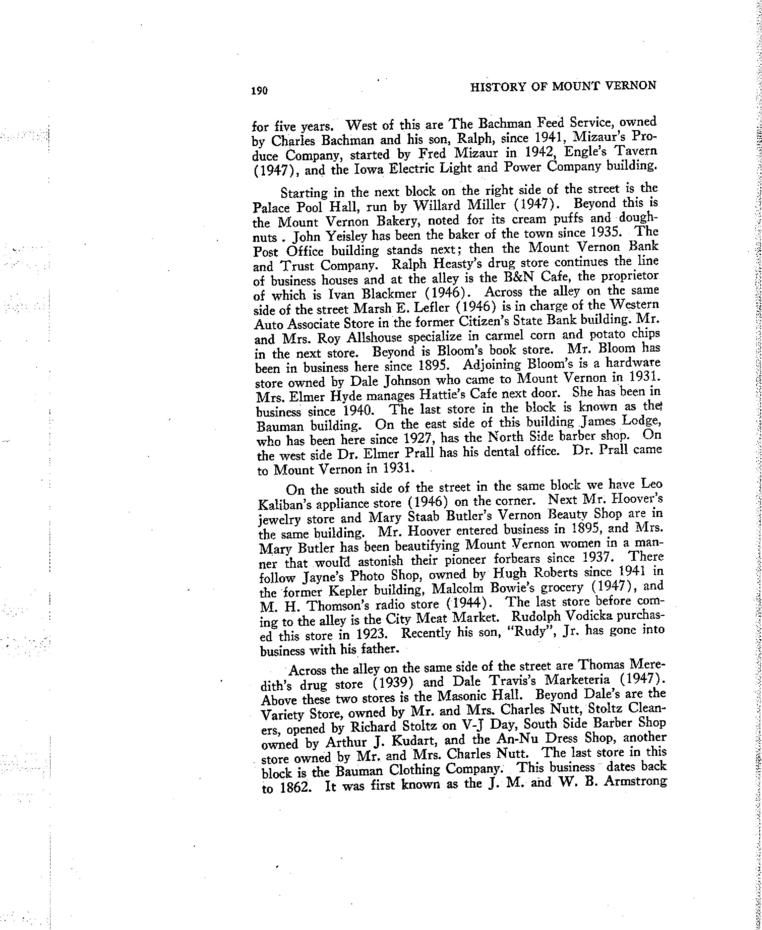 190
HISTORY OF MOUNT VERNON
for five years. West of this are The Bachman Feed Service, owned
by Charles Bachman and his son, Ralph, since 1941, Mizaur's Pro-
duce Company, started by Fred Mizaur in 1942, Engle's Tavern
(1947), and the Iowa Electric Light and Power Company building.
Starting in the next block on the right side of the street is the
Palace Pool Hall, run by Willard Miller (1947). Beyond this is
the Mount Vernon Bakery, noted for its cream puffs and dough-
nuts . John Yeisley has been the baker of the town since 1935. The
Post Office building stands next; then the Mount Vernon Bank
and Trust Company. Ralph Heasty's drug store continues the line
of business houses and at the alley is the B&N Cafe, the proprietor
of which is Ivan Blackmer (1946). Across the alley on the same
side of the street Marsh E. Lefler (1946) is in charge of the Western
Auto Associate Store in the former Citizen's State Bank building. Mr.
and Mrs. Roy Allshouse specialize in carmel corn and potato chips
in the next store. Beyond is Bloom's book store. Mr. Bloom has
been in business here since 1895. Adjoining Bloom's is a hardware
store owned by Dale Johnson who came to Mount Vernon in 1931.
Mrs. Elmer Hyde manages Hattie's Cafe next door. She has been in
business since 1940. The last store in the block is known as the
Bauman building. On the east side of this building James Lodge,
who has been here since 1927, has the North Side barber shop. On
the west side Dr. Elmer Prall has his dental office. Dr. Prall came
to Mount Vernon in 1931.
On the south side of the street in the same block we have Leo
Kaliban's appliance store (1946) on the corner. Next Mr. Hoover's
jewelry store and Mary Staab Butler's Vernon Beauty Shop are in
the same building. Mr. Hoover entered business in 1895, and Mrs.
Mary Butler has been beautifying Mount Vernon women in a man-
ner that would astonish their pioneer forbears since 1937. There
follow Jayne's Photo Shop, owned by Hugh Roberts since 1941 in
the former Kepler building, Malcolm Bowie's grocery (1947), and
M. H. Thomson's radio store (1944). The last store before com-
ing to the alley is the City Meat Market. Rudolph Vodicka purchas-
ed this store in 1923. Recently his son, "Rudy", Jr. has gone into
business with his father.
Across the alley on the same side of the street are Thomas Mere-
dith's drug store (1939) and Dale Travis's Marketeria (1947).
Above these two stores is the Masonic Hall. Beyond Dale's are the
Variety Store, owned by Mr. and Mrs. Charles Nutt, Stoltz Clean-
ers, opened by Richard Stoltz on V-J Day, South Side Barber Shop
owned by Arthur J. Kudart, and the An-Nu Dress Shop, another
store owned by Mr. and Mrs. Charles Nutt. The last store in this
block is the Bauman Clothing Company. This business dates back
to 1862. It was first known as the J. M. and W. B. Armstrong